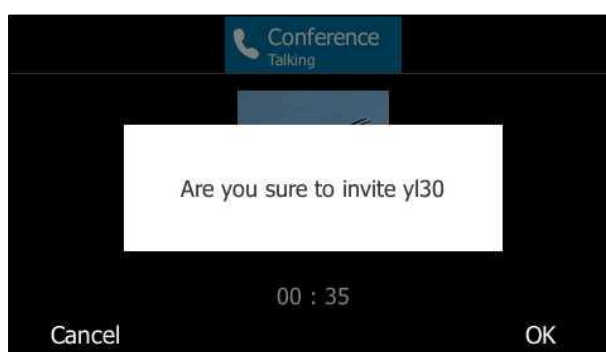 Conference
Talking
Are you sure to invite yl30
00 : 35
Cancel
OK